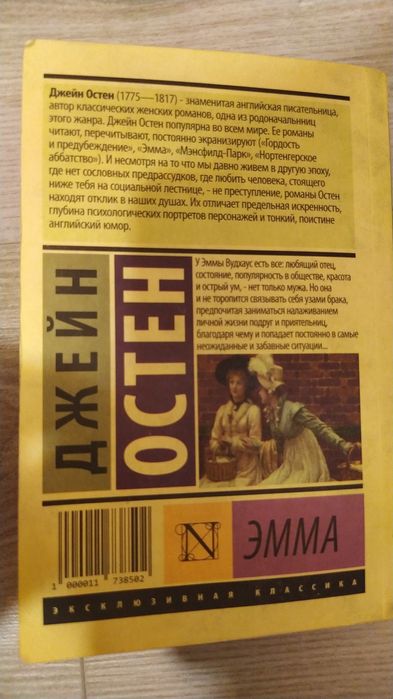 Джейн Остен (1775—1817) - знаменитая английская писательница,
автор классических женских романов, одна из родоначальниц
этого жанра. Джейн Остен популярна во всем мире. Ее романы
читают, перечитывают, постоянно экранизируют («Гордость
и предубеждение», «Эмма», «Мэнсфилд-Парк», «Нортенгерское
аббатство»). И несмотря на то что мы давно живем в другую эпоху,
где нет сословных предрассудков, где любить человека, стоящего
ниже тебя на социальной лестнице, - не преступление, романы Остен
находят отклик в наших душах. Их отличает предельная искренность,
глубина психологических портретов персонажей и тонкий, поистине
английский юмор.
ДЖЕЙН
ОСТЕН
У Эммы Вудхаус есть все: любящий отец,
состояние, популярность в обществе, красота
и острый ум, - нет только мужа. Но она
и не торопится связывать себя узами брака,
предпочитая заниматься налаживанием
личной жизни подруг и приятельниц,
благодаря чему и попадает постоянно в самые
неожиданные и забавные ситуации...
1 000011 738502
N
ЭММА
ЭКСКЛЮЗИВНАЯ КЛАССИКА